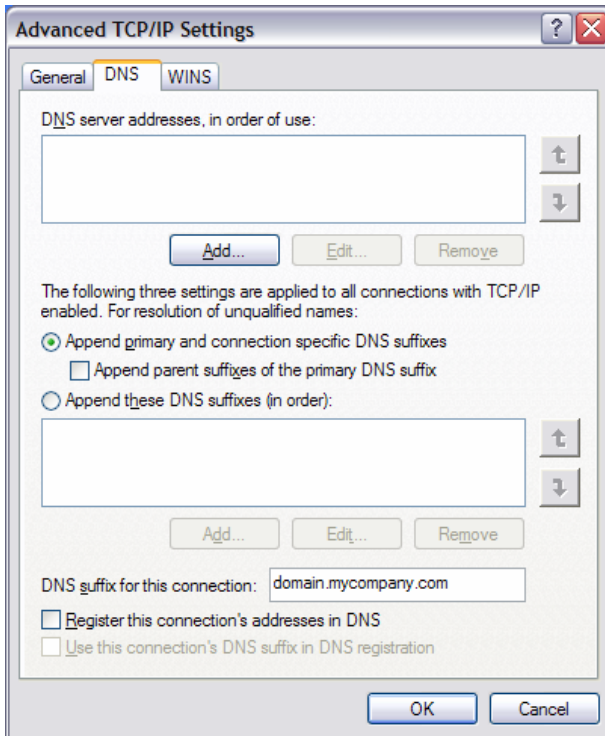 Advanced TCP/IP Settings
General DNS WINS
DNS server addresses, in order of use:
Add... Edit... Remove
The following three settings are applied to all connections with TCP/IP
enabled. For resolution of unqualified names:
Append primary and connection specific DNS suffixes
Append parent suffixes of the primary DNS suffix
Append these DNS suffixes (in order):
Add... Edit... Remove
DNS suffix for this connection: domain.mycompany.com
Register this connection's addresses in DNS
Use this connection's DNS suffix in DNS registration
OK Cancel